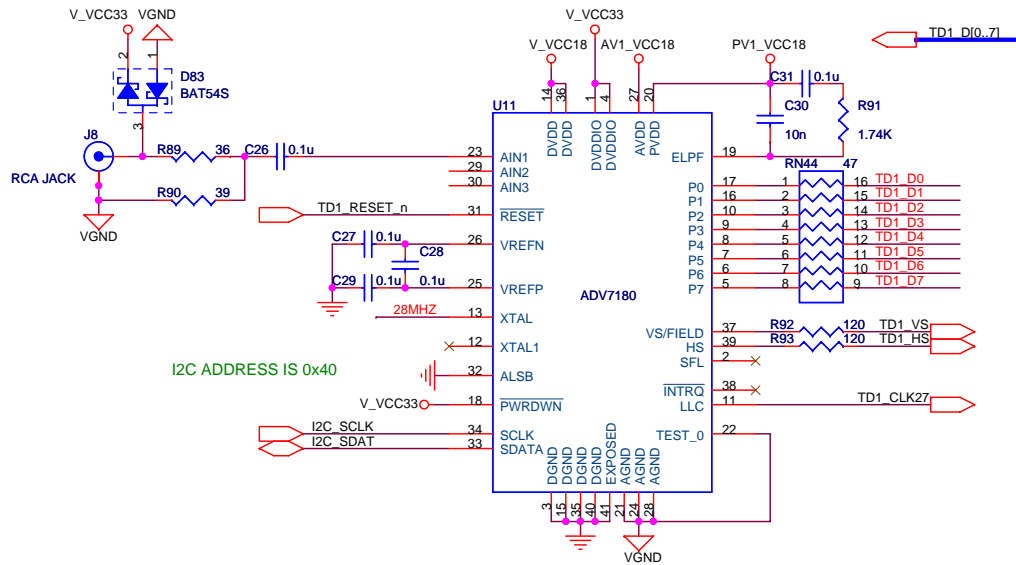 V_VCC33 VGND V_VCC33
V_VCC18 AV1_VCC18 PV1_VCC18 TD1_D[0..7]
2 1
D83
BAT54S
3
C31 0.1u
C30
10n
R91
1.74K
14 36 1 4 27 20
U11
DVDD DVDD DVDDIO DVDDIO AVDD PVDD
J8
RCA JACK
VGND
R89 36 C26 0.1u
R90 39
23 AIN1
29 AIN2
30 AIN3
TD1_RESET_n 31 RESET
C27 0.1u 26 VREFN
C28
0.1u
C29 0.1u 25 VREFP
28MHZ 13 XTAL
12 XTAL1
I2C ADDRESS IS 0x40
32 ALSB
V_VCC33 18 PWRDWN
I2C_SCLK 34 SCLK
I2C_SDAT 33 SDATA
ADV7180
ELPF 19
RN44 47
P0 17 1 16 TD1_D0
P1 16 2 15 TD1_D1
P2 10 3 14 TD1_D2
P3 9 4 13 TD1_D3
P4 8 5 12 TD1_D4
P5 7 6 11 TD1_D5
P6 6 7 10 TD1_D6
P7 5 8 9 TD1_D7
VS/FIELD 37 R92 120 TD1_VS
HS 39 R93 120 TD1_HS
SFL 2
INTRQ 38
LLC 11 TD1_CLK27
TEST_0 22
DGND DGND DGND DGND EXPOSED AGND AGND AGND
3 15 35 40 41 21 24 28
VGND